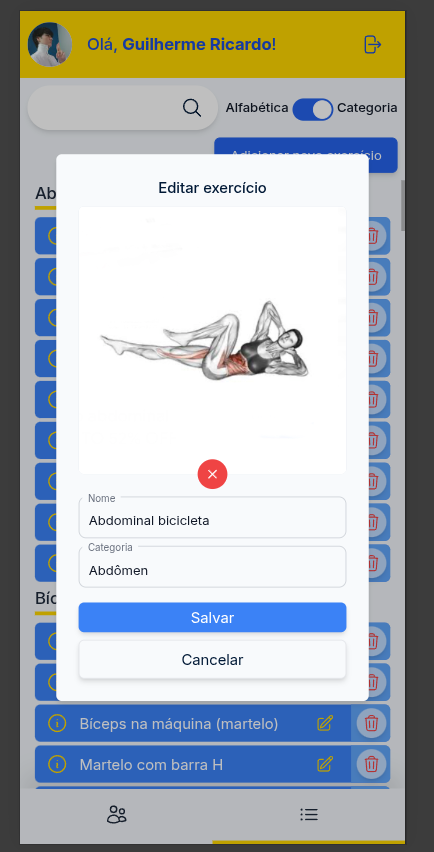 Olá, Guilherme Ricardo!
Alfabética Categoria
Adicionar novo exercício
Ab
Editar exercício
Nome
Abdominal bicicleta
Categoria
Abdômen
Salvar
Cancelar
Bíc
Bíceps na máquina (martelo)
Martelo com barra H